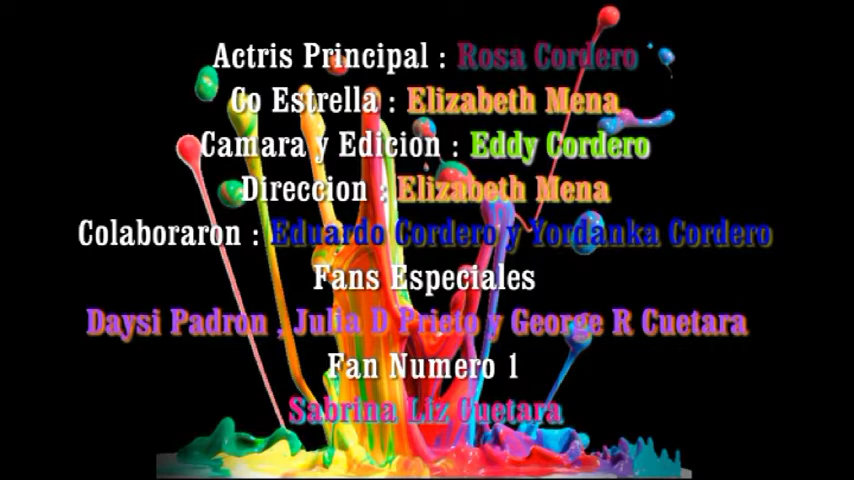 Actris Principal : Rosa Cordero
Co Estrella : Elizabeth Mena
Camara y Edicion : Eddy Cordero
Direccion : Elizabeth Mena
Colaboraron : Eduardo Cordero y Yordanka Cordero
Fans Especiales
Daysi Padron , Julia D Prieto y George R Cuetara
Fan Numero 1
Sabrina Liz Cuetara